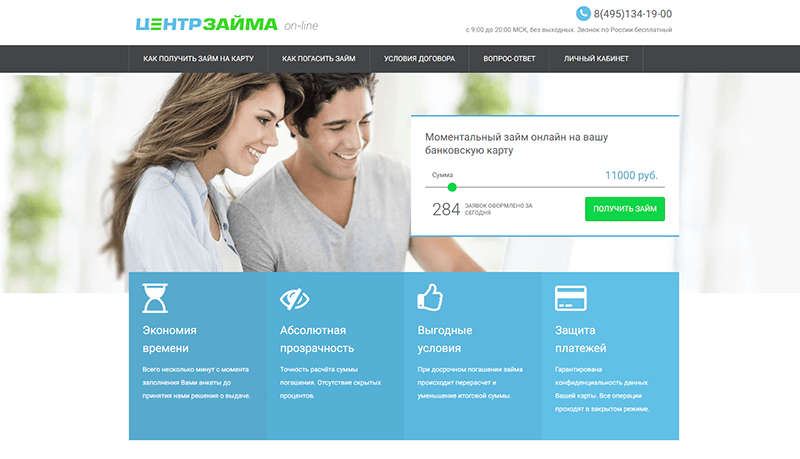 ЦЕНТРЗАЙМА on-line
8(495)134-19-00
с 9:00 до 20:00 МСК, без выходных. Звонок по России бесплатный
КАК ПОЛУЧИТЬ ЗАЙМ НА КАРТУ КАК ПОГАСИТЬ ЗАЙМ УСЛОВИЯ ДОГОВОРА ВОПРОС-ОТВЕТ ЛИЧНЫЙ КАБИНЕТ
Моментальный займ онлайн на вашу
банковскую карту
Сумма 11000 руб.
284 ЗАЯВОК ОФОРМЛЕНО ЗА
СЕГОДНЯ
ПОЛУЧИТЬ ЗАЙМ
Экономия
времени
Всего несколько минут с момента
заполнения Вами анкеты до
принятия нами решения о выдаче.
Абсолютная
прозрачность
Точность расчёта суммы
погашения. Отсутствие скрытых
процентов.
Выгодные
условия
При досрочном погашении займа
происходит перерасчет и
уменьшение итоговой суммы.
Защита
платежей
Гарантирована
конфиденциальность данных
Вашей карты. Все операции
проходят в закрытом режиме.